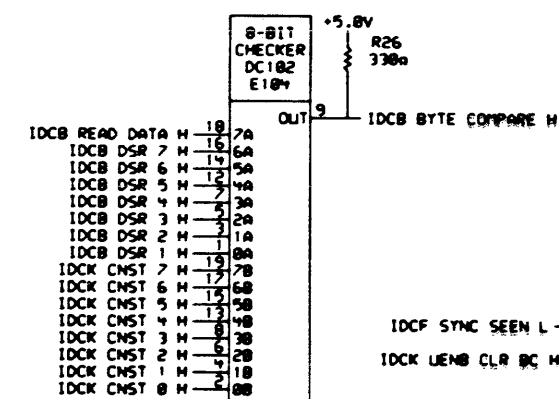 8-BIT
CHECKER
DC102
E104
+5.0V
R26
330Ω
OUT 9 IDCB BYTE COMPARE H
IDCB READ DATA H 18 7A
IDCB DSR 7 H 16 6A
IDCB DSR 6 H 14 5A
IDCB DSR 5 H 12 4A
IDCB DSR 4 H 7 3A
IDCB DSR 3 H 5 2A
IDCB DSR 2 H 3 1A
IDCB DSR 1 H 1 0A
IDCK CNST 7 H 19 7B
IDCK CNST 6 H 17 6B
IDCK CNST 5 H 15 5B
IDCK CNST 4 H 13 4B
IDCK CNST 3 H 8 3B
IDCK CNST 2 H 6 2B
IDCK CNST 1 H 4 1B
IDCK CNST 0 H 2 0B
IDCF SYNC SEEN L
IDCK UENB CLR BC H